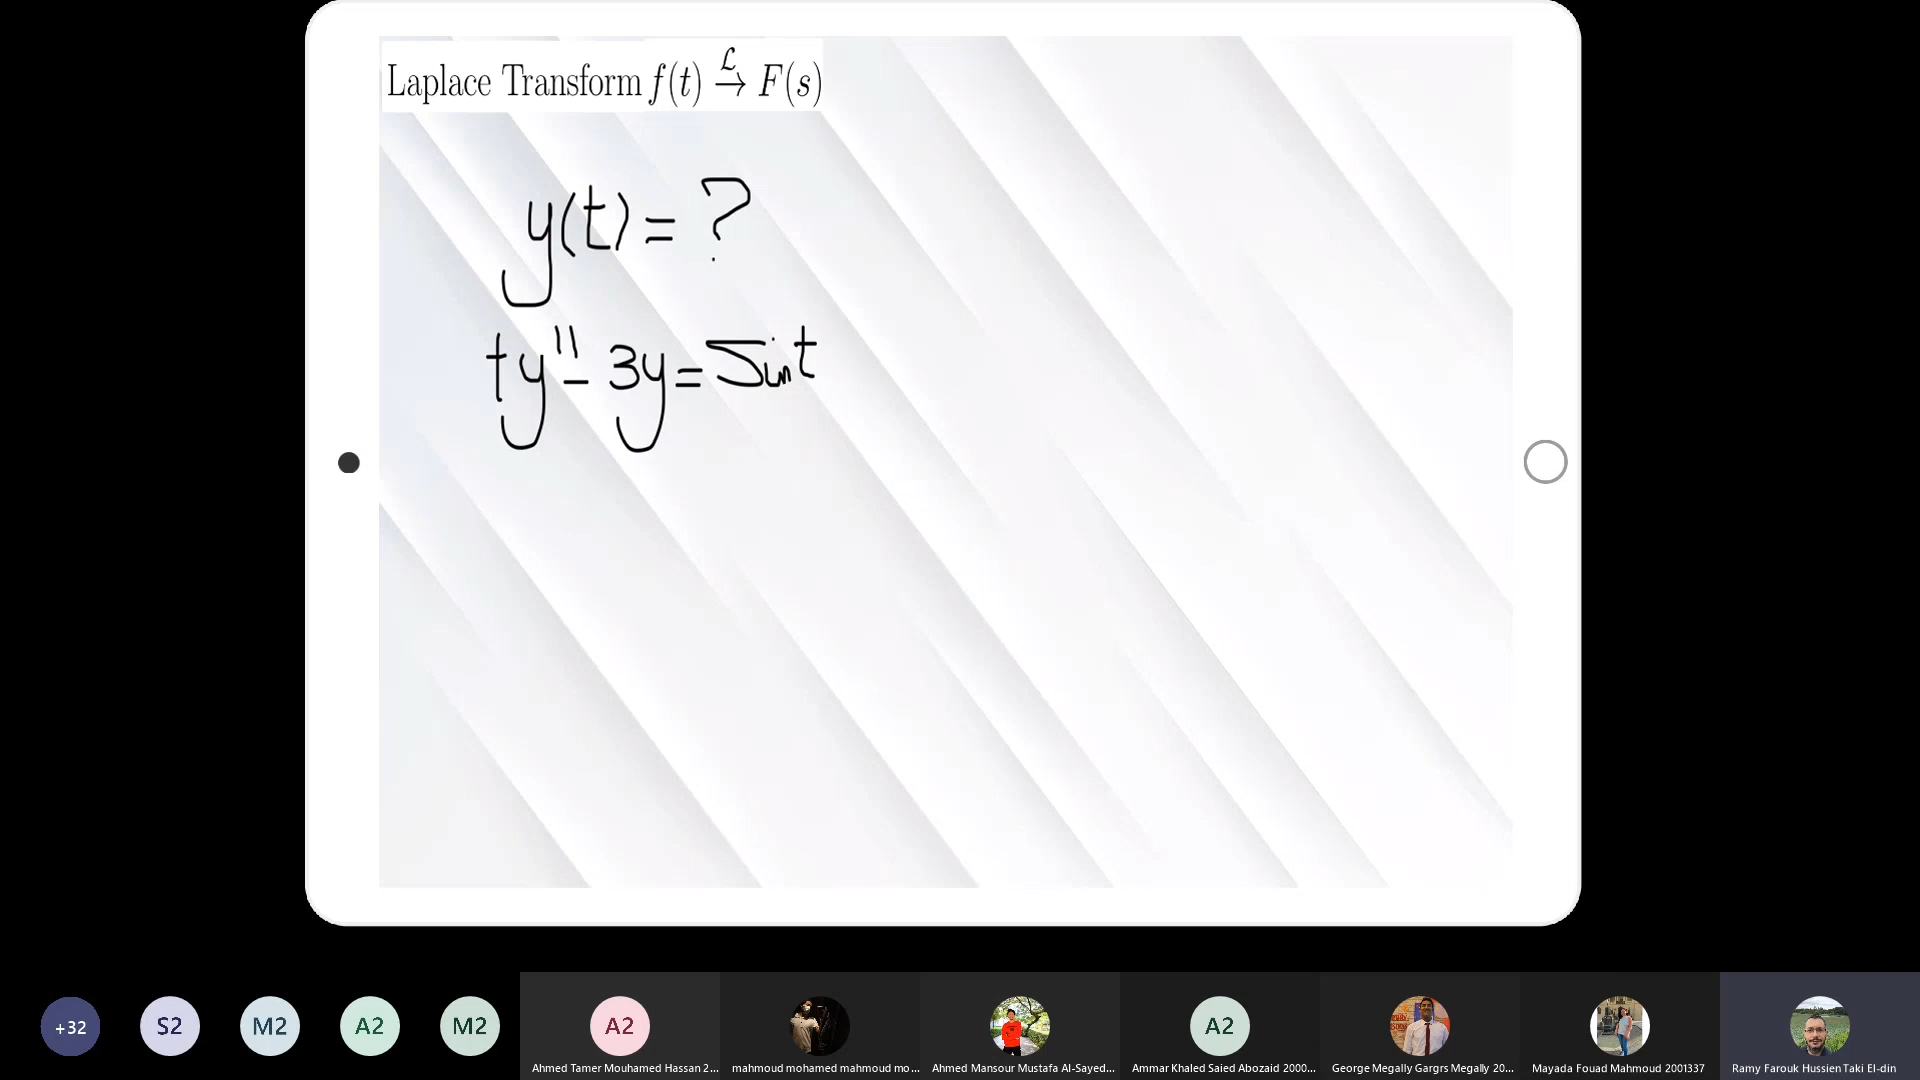 Laplace Transform f(t) →^ℒ F(s)
y(t) = ?
ty'' - 3y = Sin t
+32 S2 M2 A2 M2 A2 A2
Ahmed Tamer Mouhamed Hassan 2... mahmoud mohamed mahmoud mo... Ahmed Mansour Mustafa Al-Sayed... Ammar Khaled Saied Abozaid 2000... George Megally Gargrs Megally 20... Mayada Fouad Mahmoud 2001337 Ramy Farouk Hussien Taki El-din